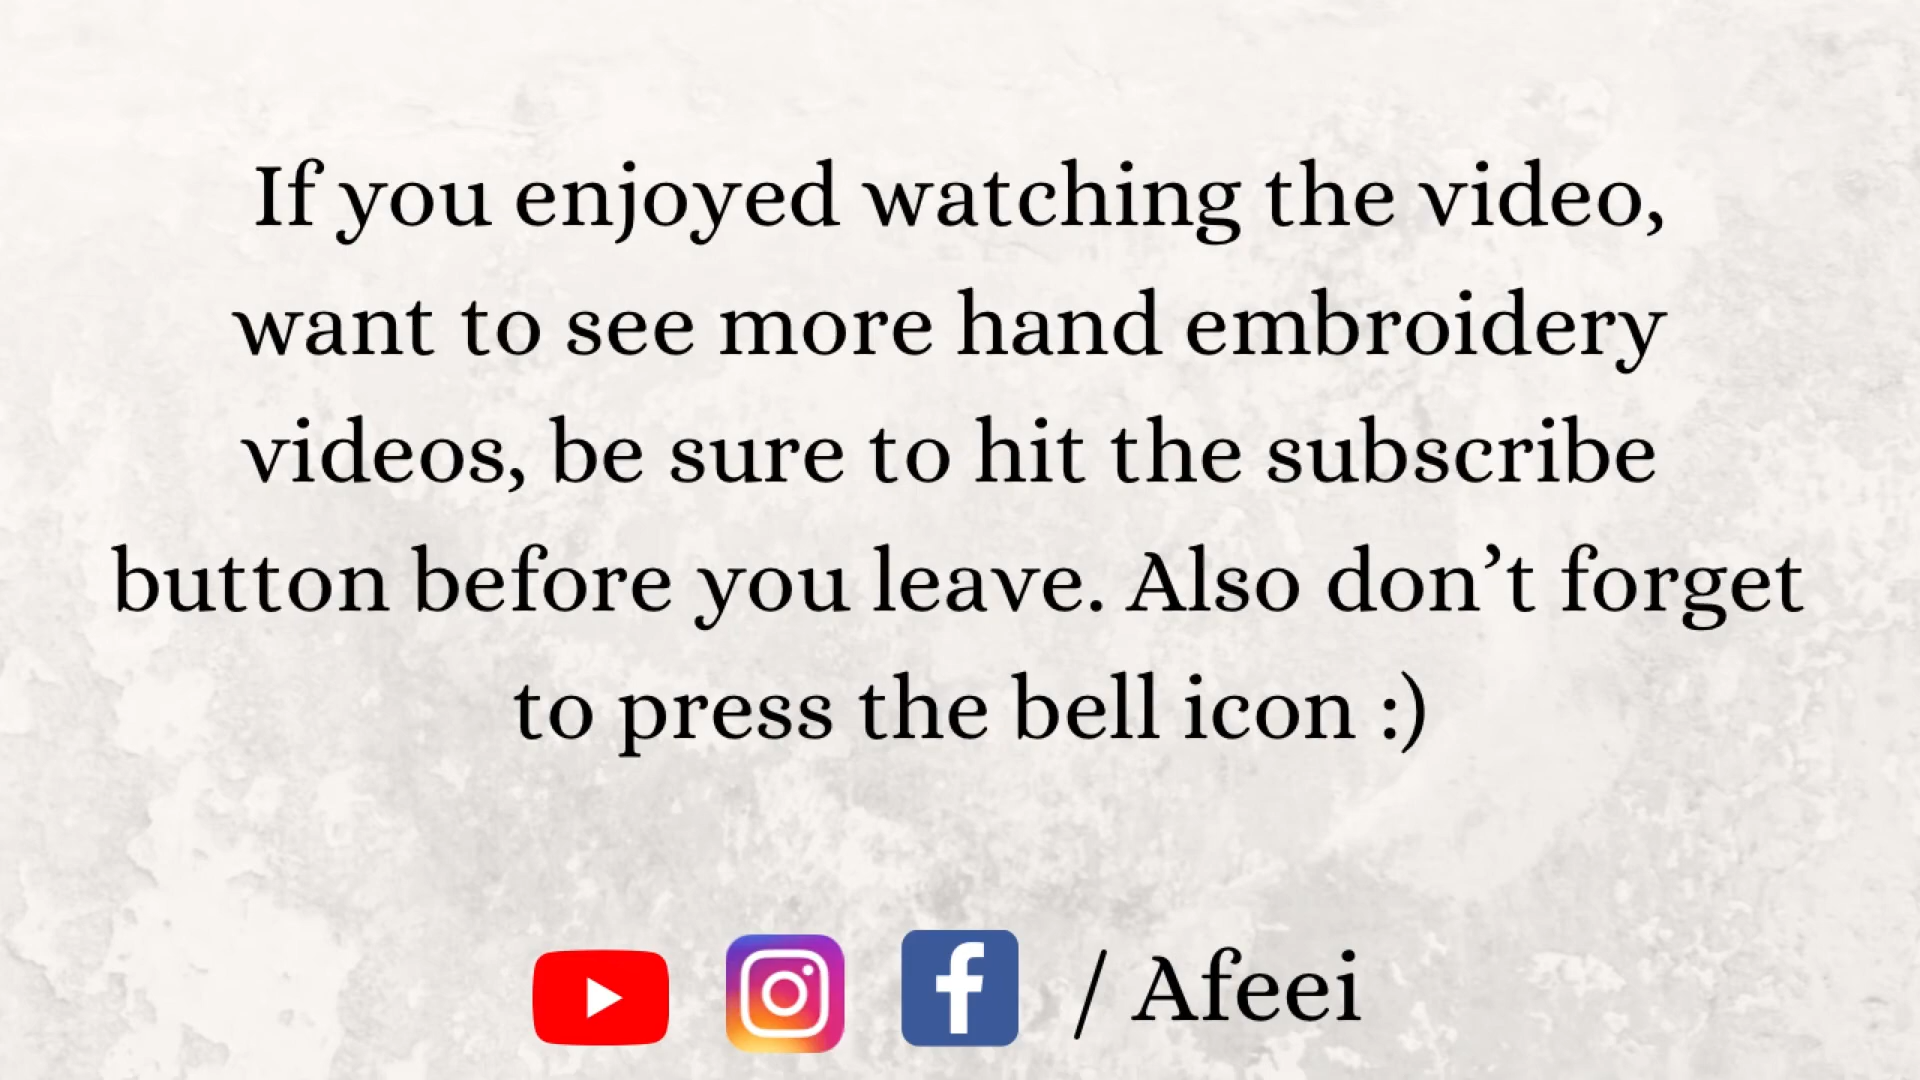 If you enjoyed watching the video,
want to see more hand embroidery
videos, be sure to hit the subscribe
button before you leave. Also don’t forget
to press the bell icon :)
/ Afeei